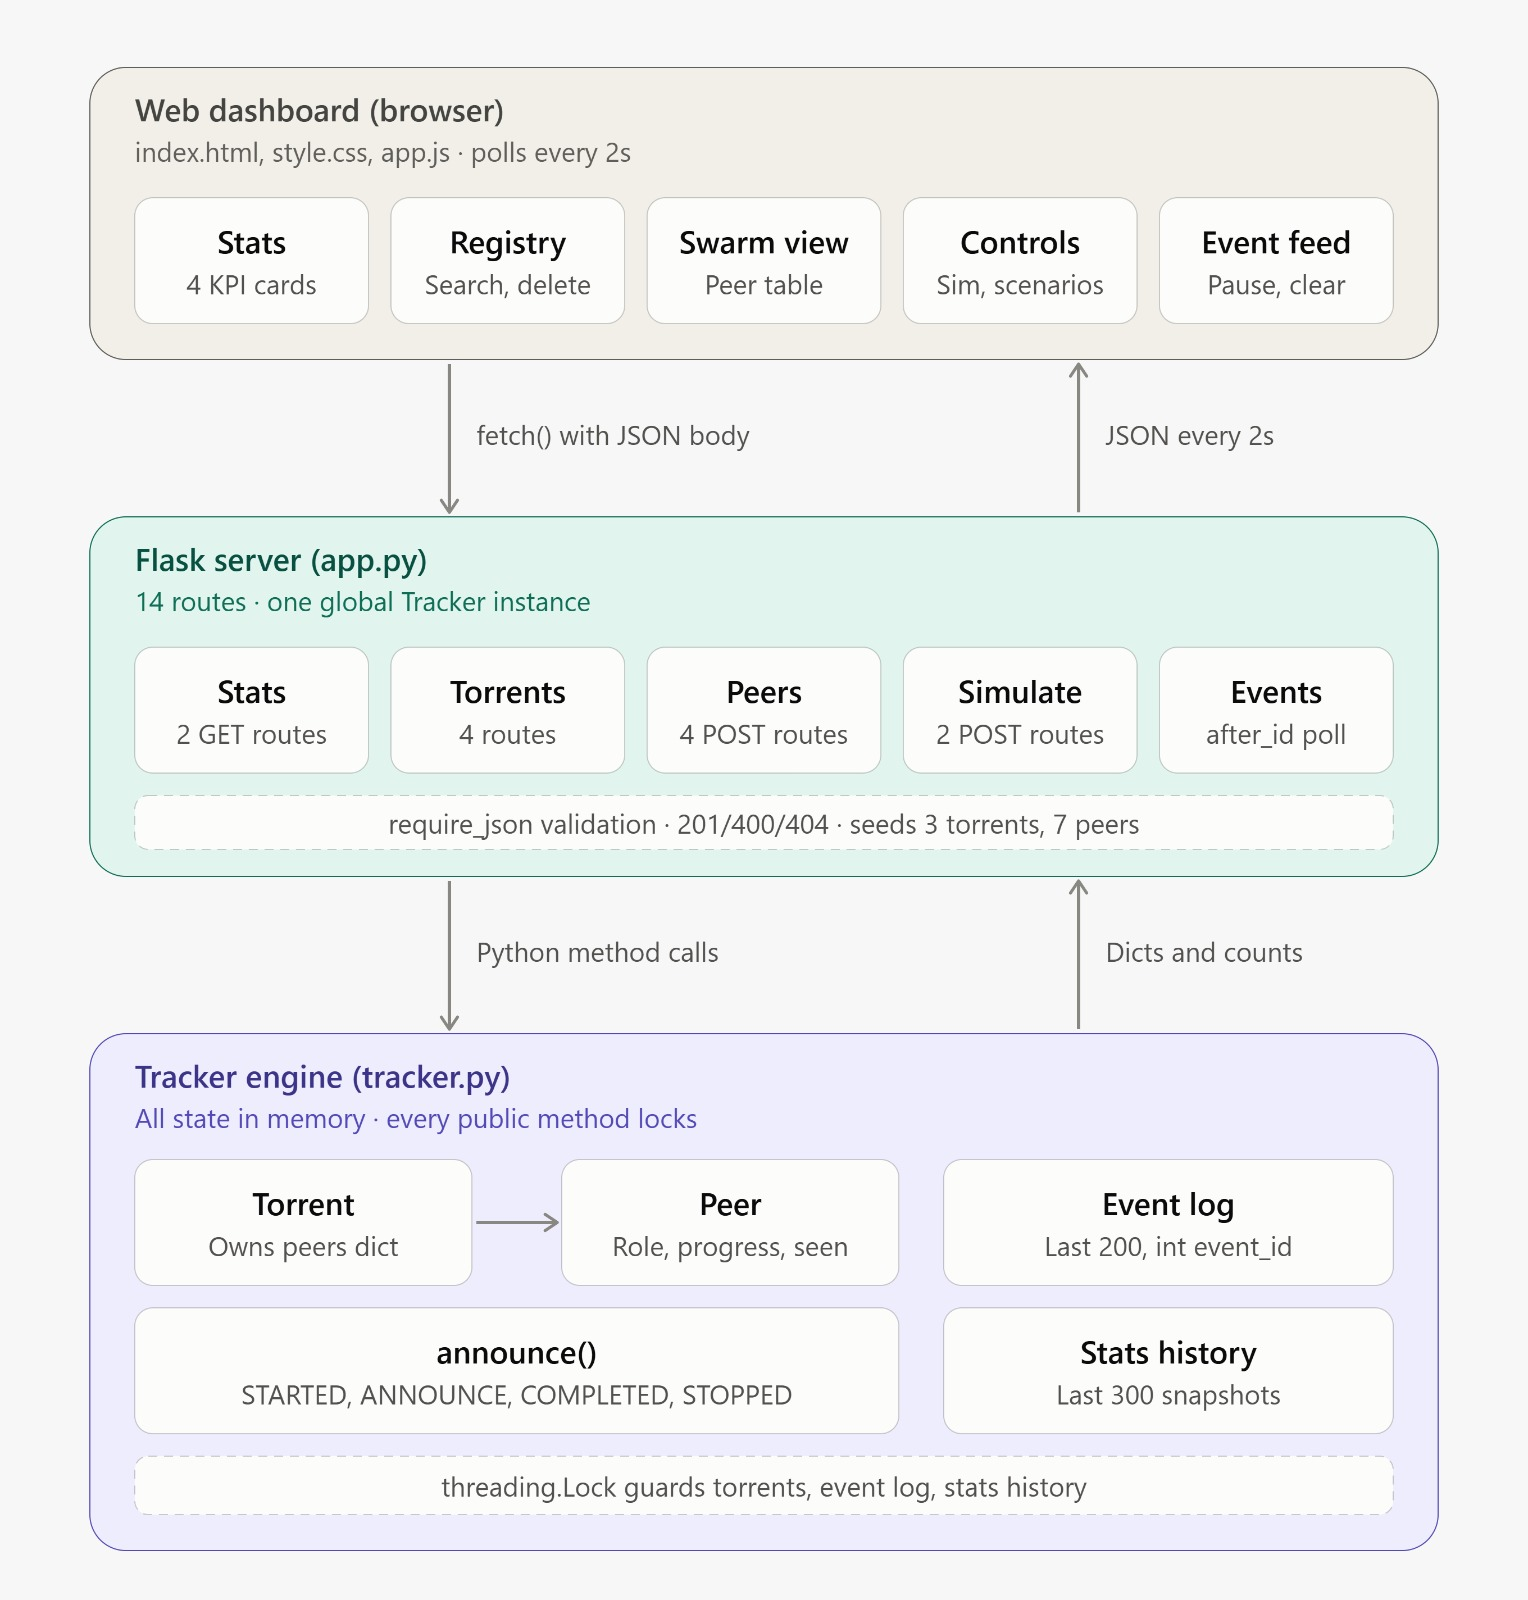 Web dashboard (browser)
index.html, style.css, app.js · polls every 2s
Stats
4 KPI cards
Registry
Search, delete
Swarm view
Peer table
Controls
Sim, scenarios
Event feed
Pause, clear
fetch() with JSON body
JSON every 2s
Flask server (app.py)
14 routes · one global Tracker instance
Stats
2 GET routes
Torrents
4 routes
Peers
4 POST routes
Simulate
2 POST routes
Events
after_id poll
require_json validation · 201/400/404 · seeds 3 torrents, 7 peers
Python method calls
Dicts and counts
Tracker engine (tracker.py)
All state in memory · every public method locks
Torrent
Owns peers dict
Peer
Role, progress, seen
Event log
Last 200, int event_id
announce()
STARTED, ANNOUNCE, COMPLETED, STOPPED
Stats history
Last 300 snapshots
threading.Lock guards torrents, event log, stats history